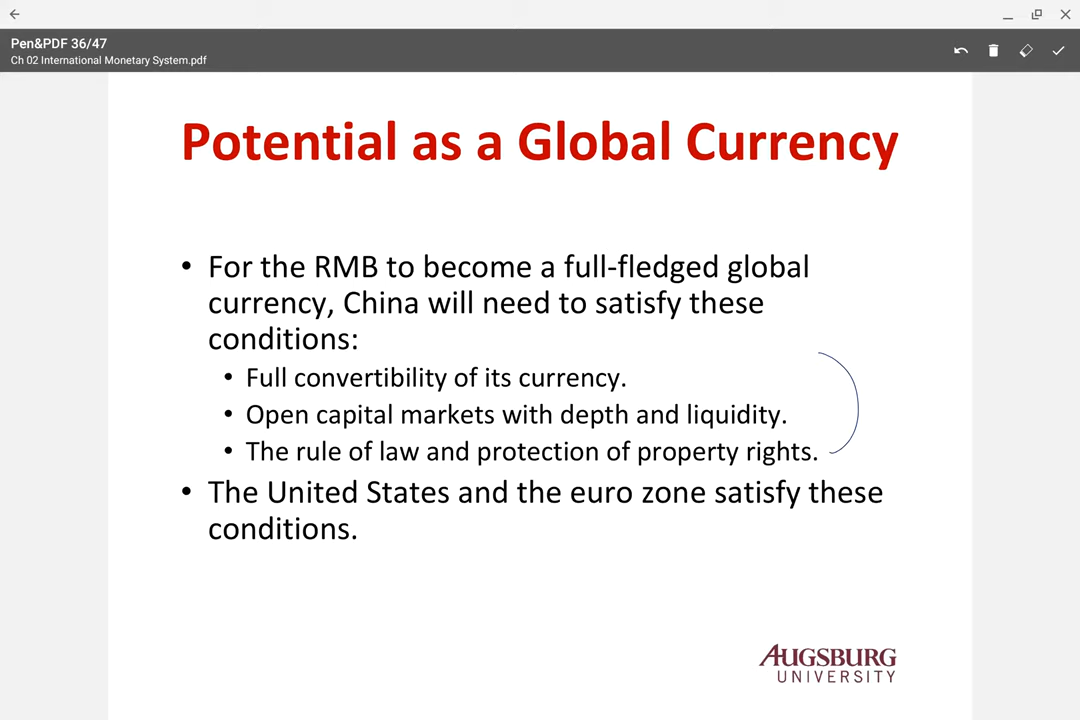 Pen&PDF 36/47
Ch 02 International Monetary System.pdf
Potential as a Global Currency
• For the RMB to become a full-fledged global
currency, China will need to satisfy these
conditions:
• Full convertibility of its currency.
• Open capital markets with depth and liquidity.
• The rule of law and protection of property rights.
• The United States and the euro zone satisfy these
conditions.
AUGSBURG
UNIVERSITY